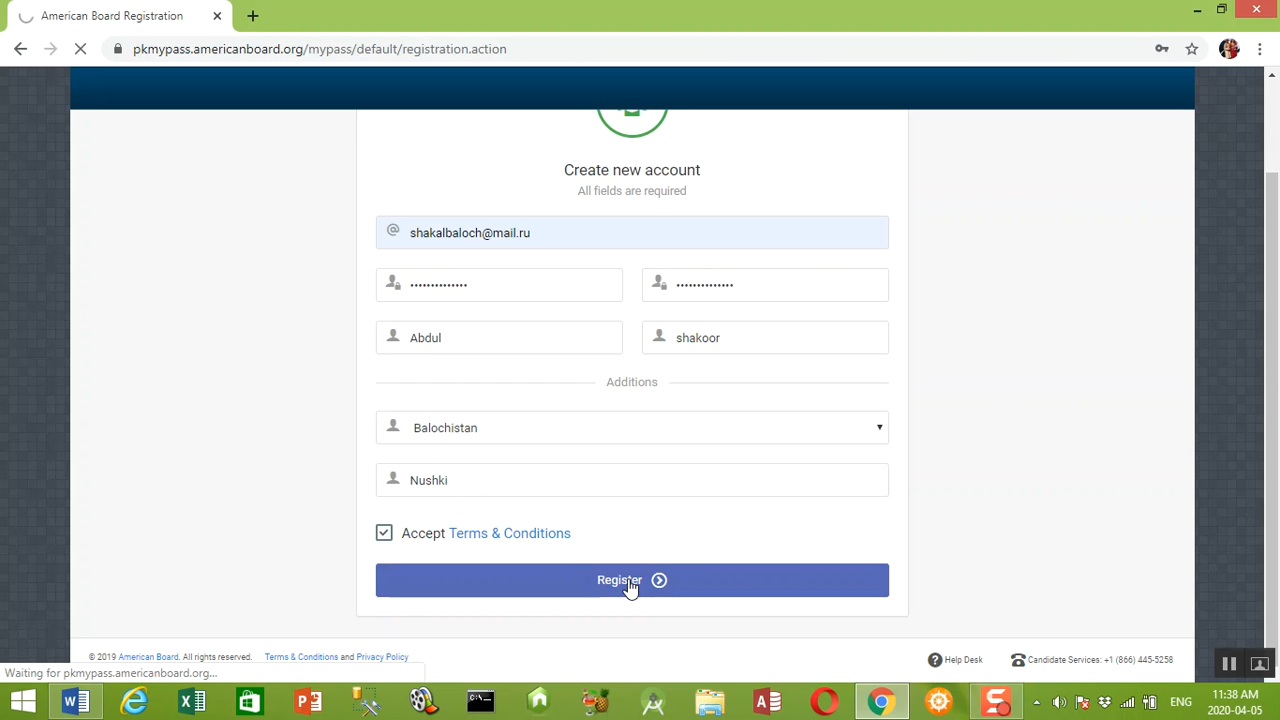 American Board Registration
pkmypass.americanboard.org/mypass/default/registration.action
Create new account
All fields are required
@ shakalbaloch@mail.ru
•••••••••••••• ••••••••••••••
Abdul shakoor
Additions
Balochistan
Nushki
Accept Terms & Conditions
Register
© 2019 American Board. All rights reserved. Terms & Conditions and Privacy Policy
Help Desk Candidate Services: +1 (866) 445-5258
Waiting for pkmypass.americanboard.org...
ENG
11:38 AM
2020-04-05